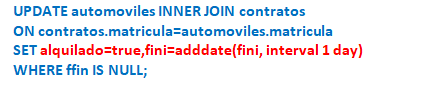 UPDATE automoviles INNER JOIN contratos
ON contratos.matricula=automoviles.matricula
SET alquilado=true,fini=adddate(fini, interval 1 day)
WHERE ffin IS NULL;